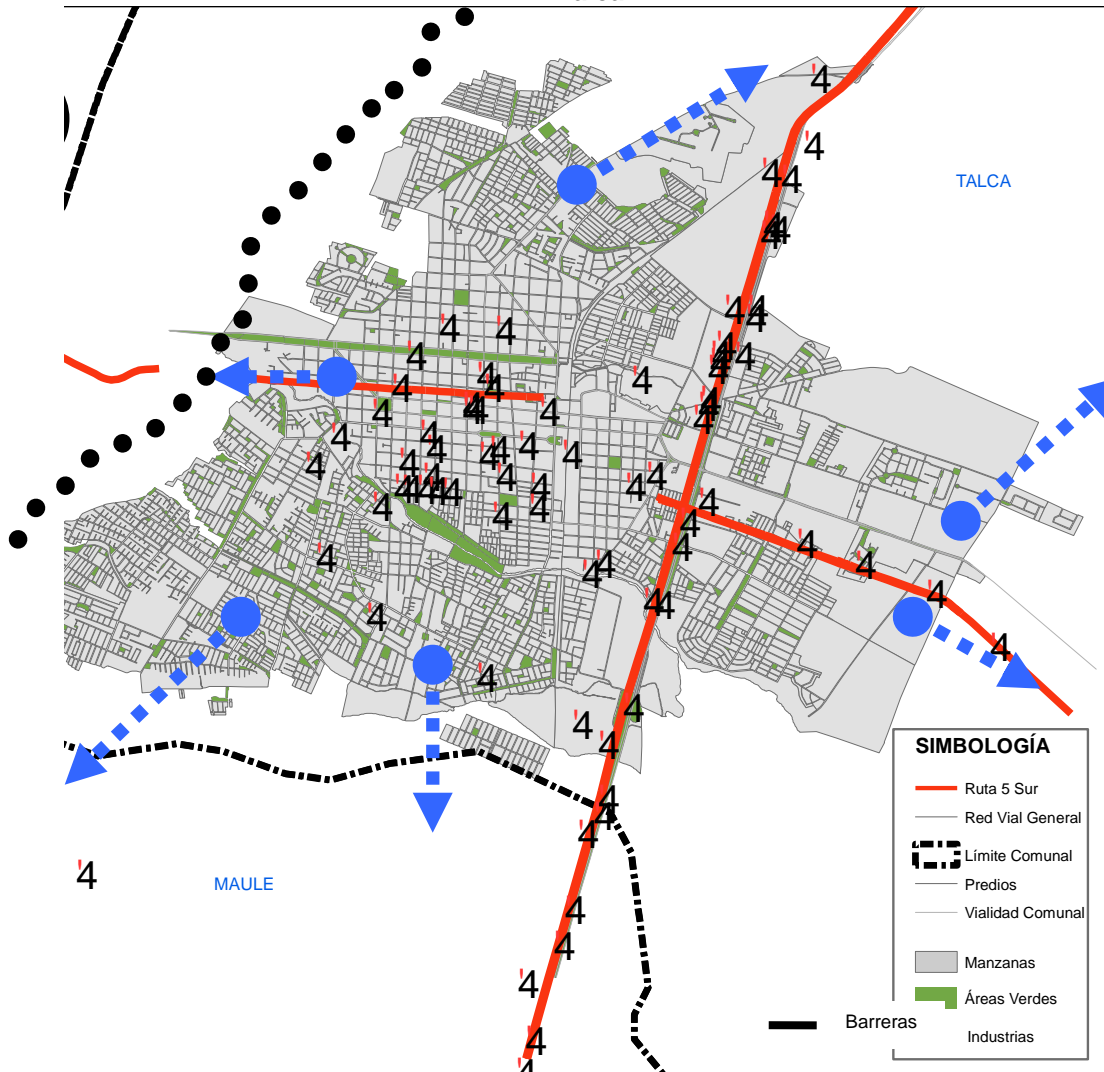 TALCA
MAULE
SIMBOLOGÍA
Ruta 5 Sur
Red Vial General
Límite Comunal
Predios
Vialidad Comunal
Manzanas
Áreas Verdes
Industrias
Barreras